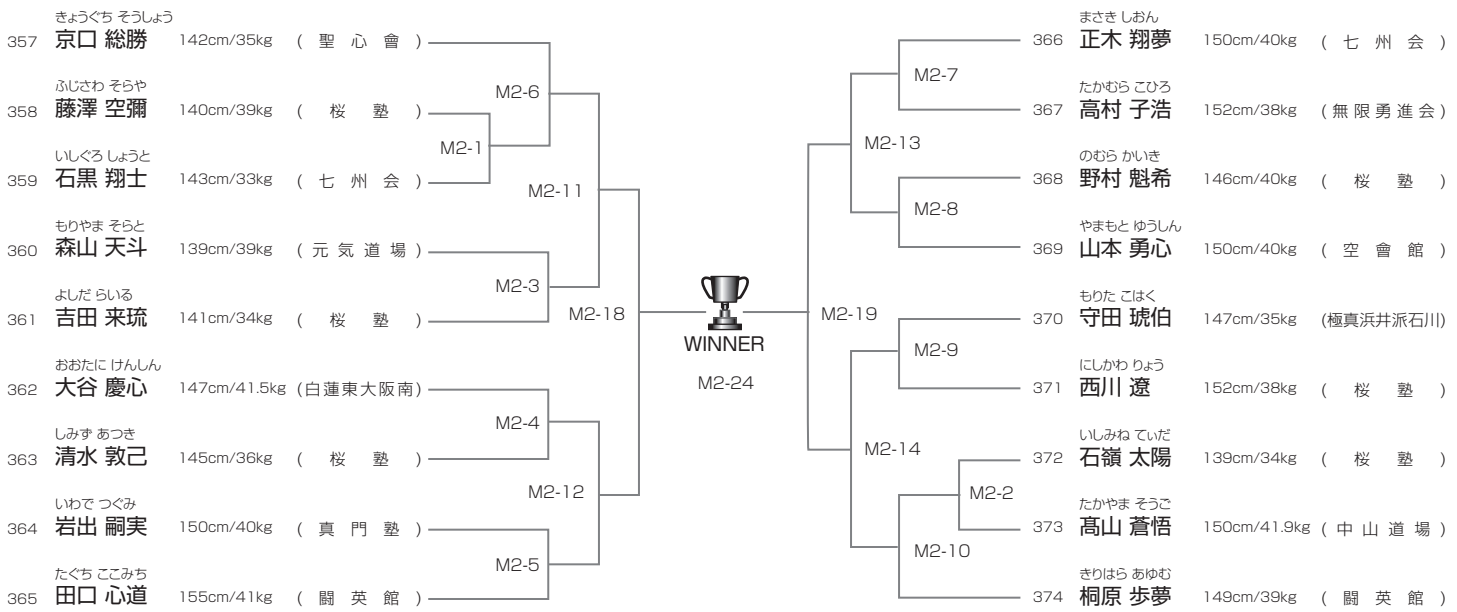 きょうぐち そうしょう
357 京口 総勝 142cm/35kg ( 聖心會 )
ふじさわ そらや
358 藤澤 空彌 140cm/39kg ( 桜塾 )
いしぐろ しょうと
359 石黒 翔士 143cm/33kg ( 七州会 )
もりやま そらと
360 森山 天斗 139cm/39kg ( 元気道場 )
よしだ らいる
361 吉田 来琉 141cm/34kg ( 桜塾 )
おおたに けんしん
362 大谷 慶心 147cm/41.5kg (白蓮東大阪南)
しみず あつき
363 清水 敦己 145cm/36kg ( 桜塾 )
いわで つぐみ
364 岩出 嗣実 150cm/40kg ( 真門塾 )
たぐち ここみち
365 田口 心道 155cm/41kg ( 闘英館 )
M2-6
M2-1
M2-11
M2-3
M2-18
M2-4
M2-12
M2-5
WINNER
M2-24
M2-7
M2-13
M2-8
M2-19
M2-9
M2-14
M2-2
M2-10
まさき しおん
366 正木 翔夢 150cm/40kg ( 七州会 )
たかむら こひろ
367 高村 子浩 152cm/38kg ( 無限勇進会 )
のむら かいき
368 野村 魁希 146cm/40kg ( 桜塾 )
やまもと ゆうしん
369 山本 勇心 150cm/40kg ( 空會館 )
もりた こはく
370 守田 琥伯 147cm/35kg (極真浜井派石川)
にしかわ りょう
371 西川 遼 152cm/38kg ( 桜塾 )
いしみね てぃだ
372 石嶺 太陽 139cm/34kg ( 桜塾 )
たかやま そうご
373 髙山 蒼悟 150cm/41.9kg ( 中山道場 )
きりはら あゆむ
374 桐原 歩夢 149cm/39kg ( 闘英館 )